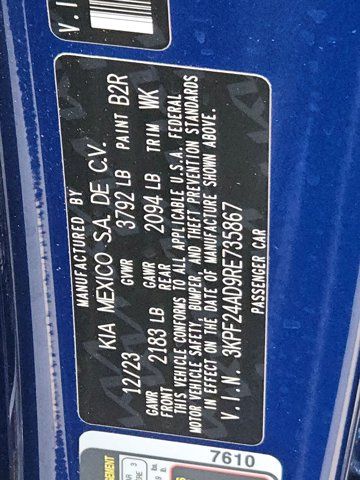 MANUFACTURED BY
KIA MEXICO S.A. DE C.V.
12/23 GVWR 3792 LB PAINT B2R
GAWR FRONT 2183 LB GAWR REAR 2094 LB TRIM WK
THIS VEHICLE CONFORMS TO ALL APPLICABLE U.S.A. FEDERAL
MOTOR VEHICLE SAFETY, BUMPER, AND THEFT PREVENTION STANDARDS
IN EFFECT ON THE DATE OF MANUFACTURE SHOWN ABOVE.
V.I.N. 3KPF24AD9RE735867
PASSENGER CAR
V.I.
7610